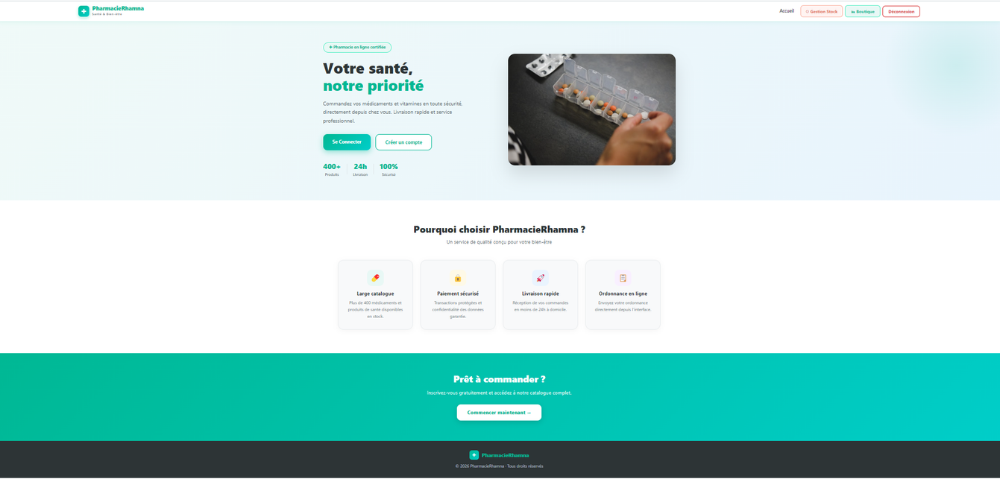 PharmacieRhamna
Santé & Bien-être
Accueil
Gestion Stock
Boutique
Déconnexion
+ Pharmacie en ligne certifiée
Votre santé,
notre priorité
Commandez vos médicaments et vitamines en toute sécurité,
directement depuis chez vous. Livraison rapide et service
professionnel.
Se Connecter
Créer un compte
400+
24h
100%
Produits
Livraison
Sécurisé
Pourquoi choisir PharmacieRhamna ?
Un service de qualité conçu pour votre bien-être
Large catalogue
Plus de 400 médicaments et
produits de santé disponibles
en stock.
Paiement sécurisé
Transactions protégées et
confidentialité des données
garantie.
Livraison rapide
Réception de vos commandes
en moins de 24h à domicile.
Ordonnance en ligne
Envoyez votre ordonnance
directement depuis l'interface.
Prêt à commander ?
Inscrivez-vous gratuitement et accédez à notre catalogue complet.
Commencer maintenant →
PharmacieRhamna
© 2026 PharmacieRhamna · Tous droits réservés